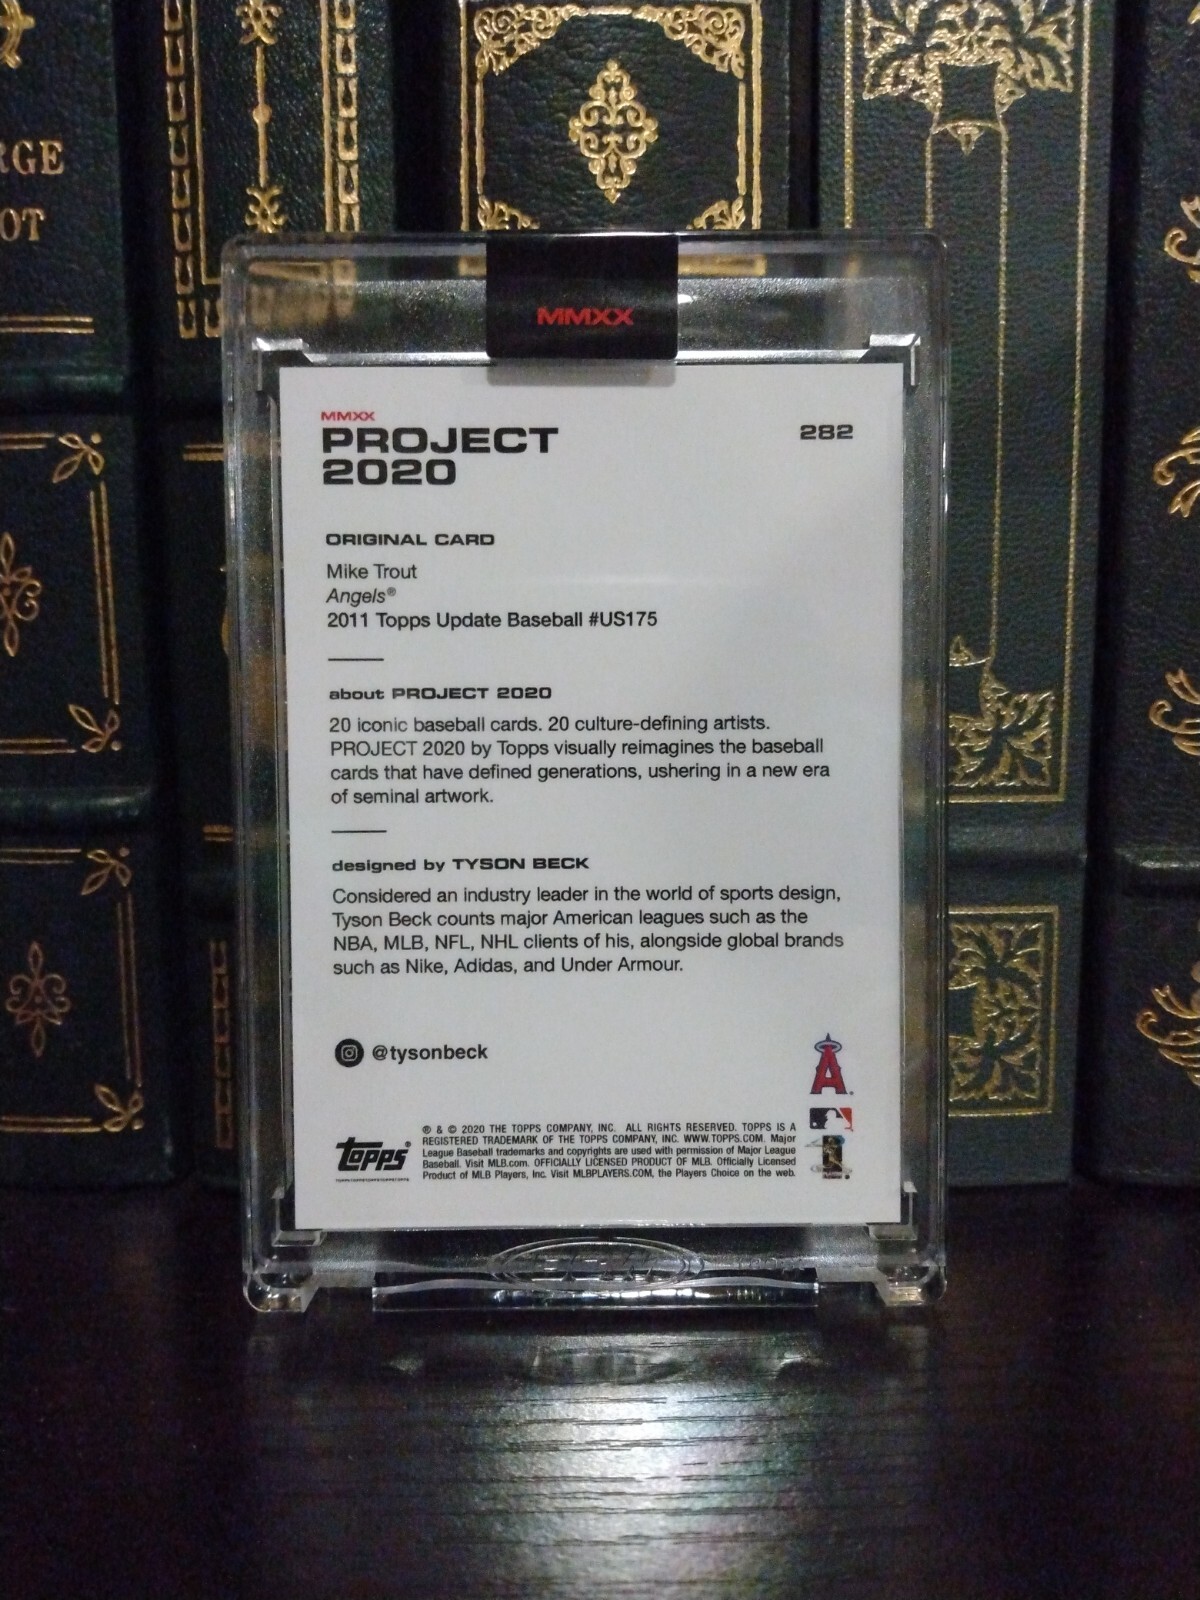 RGE
OT
MMXX
MMXX
PROJECT
2020
282
ORIGINAL CARD
Mike Trout
Angels®
2011 Topps Update Baseball #US175
about PROJECT 2020
20 iconic baseball cards. 20 culture-defining artists.
PROJECT 2020 by Topps visually reimagines the baseball
cards that have defined generations, ushering in a new era
of seminal artwork.
designed by TYSON BECK
Considered an industry leader in the world of sports design,
Tyson Beck counts major American leagues such as the
NBA, MLB, NFL, NHL clients of his, alongside global brands
such as Nike, Adidas, and Under Armour.
@tysonbeck
A
topps®
® & © 2020 THE TOPPS COMPANY, INC. ALL RIGHTS RESERVED. TOPPS IS A
REGISTERED TRADEMARK OF THE TOPPS COMPANY, INC. WWW.TOPPS.COM. Major
League Baseball trademarks and copyrights are used with permission of Major League
Baseball. Visit MLB.com. OFFICIALLY LICENSED PRODUCT OF MLB. Officially Licensed
Product of MLB Players, Inc. Visit MLBPLAYERS.COM, the Players Choice on the web.